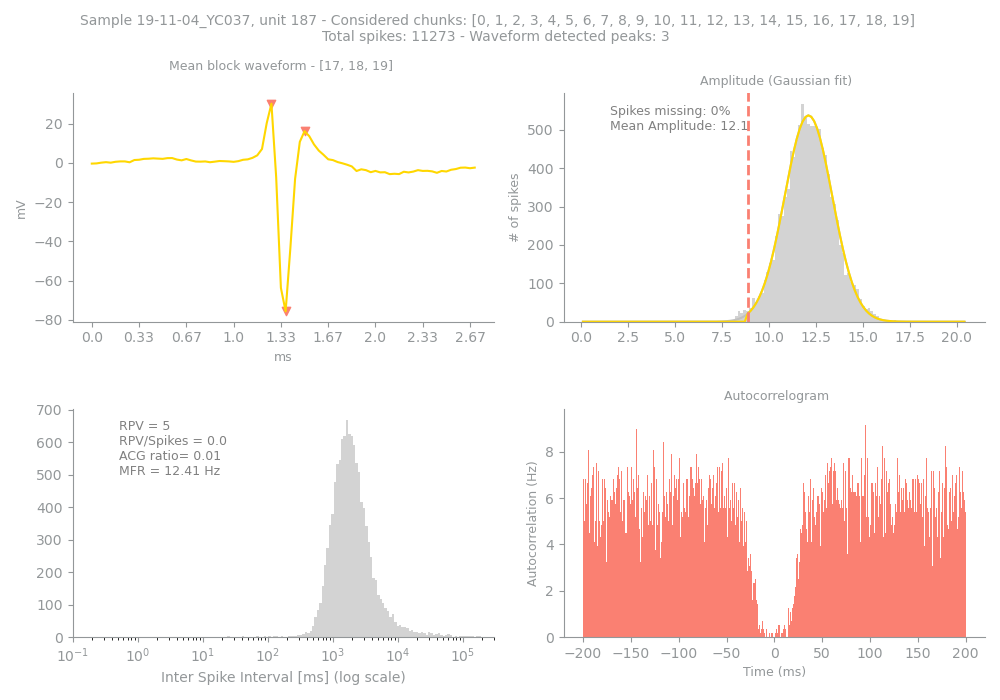 Sample 19-11-04_YC037, unit 187 - Considered chunks: [0, 1, 2, 3, 4, 5, 6, 7, 8, 9, 10, 11, 12, 13, 14, 15, 16, 17, 18, 19]
Total spikes: 11273 - Waveform detected peaks: 3
Mean block waveform - [17, 18, 19]
mV
20
0
−20
−40
−60
−80
0.0 0.33 0.67 1.0 1.33 1.67 2.0 2.33 2.67
ms
Amplitude (Gaussian fit)
Spikes missing: 0%
Mean Amplitude: 12.1
# of spikes
500
400
300
200
100
0
0.0 2.5 5.0 7.5 10.0 12.5 15.0 17.5 20.0
700
600
500
400
300
200
100
0
RPV = 5
RPV/Spikes = 0.0
ACG ratio= 0.01
MFR = 12.41 Hz
10⁻¹ 10⁰ 10¹ 10² 10³ 10⁴ 10⁵
Inter Spike Interval [ms] (log scale)
Autocorrelogram
Autocorrelation (Hz)
8
6
4
2
0
−200 −150 −100 −50 0 50 100 150 200
Time (ms)